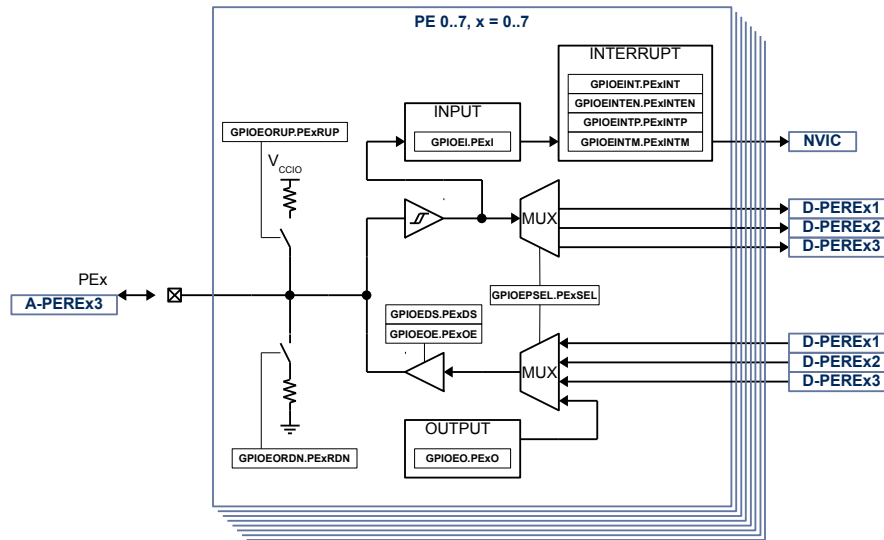 PE 0..7, x = 0..7
INTERRUPT
GPIOEINT.PExINT
GPIOEINTEN.PExINTEN
GPIOEINTP.PExINTP
GPIOEINTM.PExINTM
INPUT
GPIOEI.PExI
NVIC
GPIOEORUP.PExRUP
VCCIO
MUX
D-PEREx1
D-PEREx2
D-PEREx3
PEx
A-PEREx3
GPIOEPSEL.PExSEL
GPIOEDS.PExDS
GPIOEOE.PExOE
MUX
D-PEREx1
D-PEREx2
D-PEREx3
OUTPUT
GPIOEO.PExO
GPIOEORDN.PExRDN